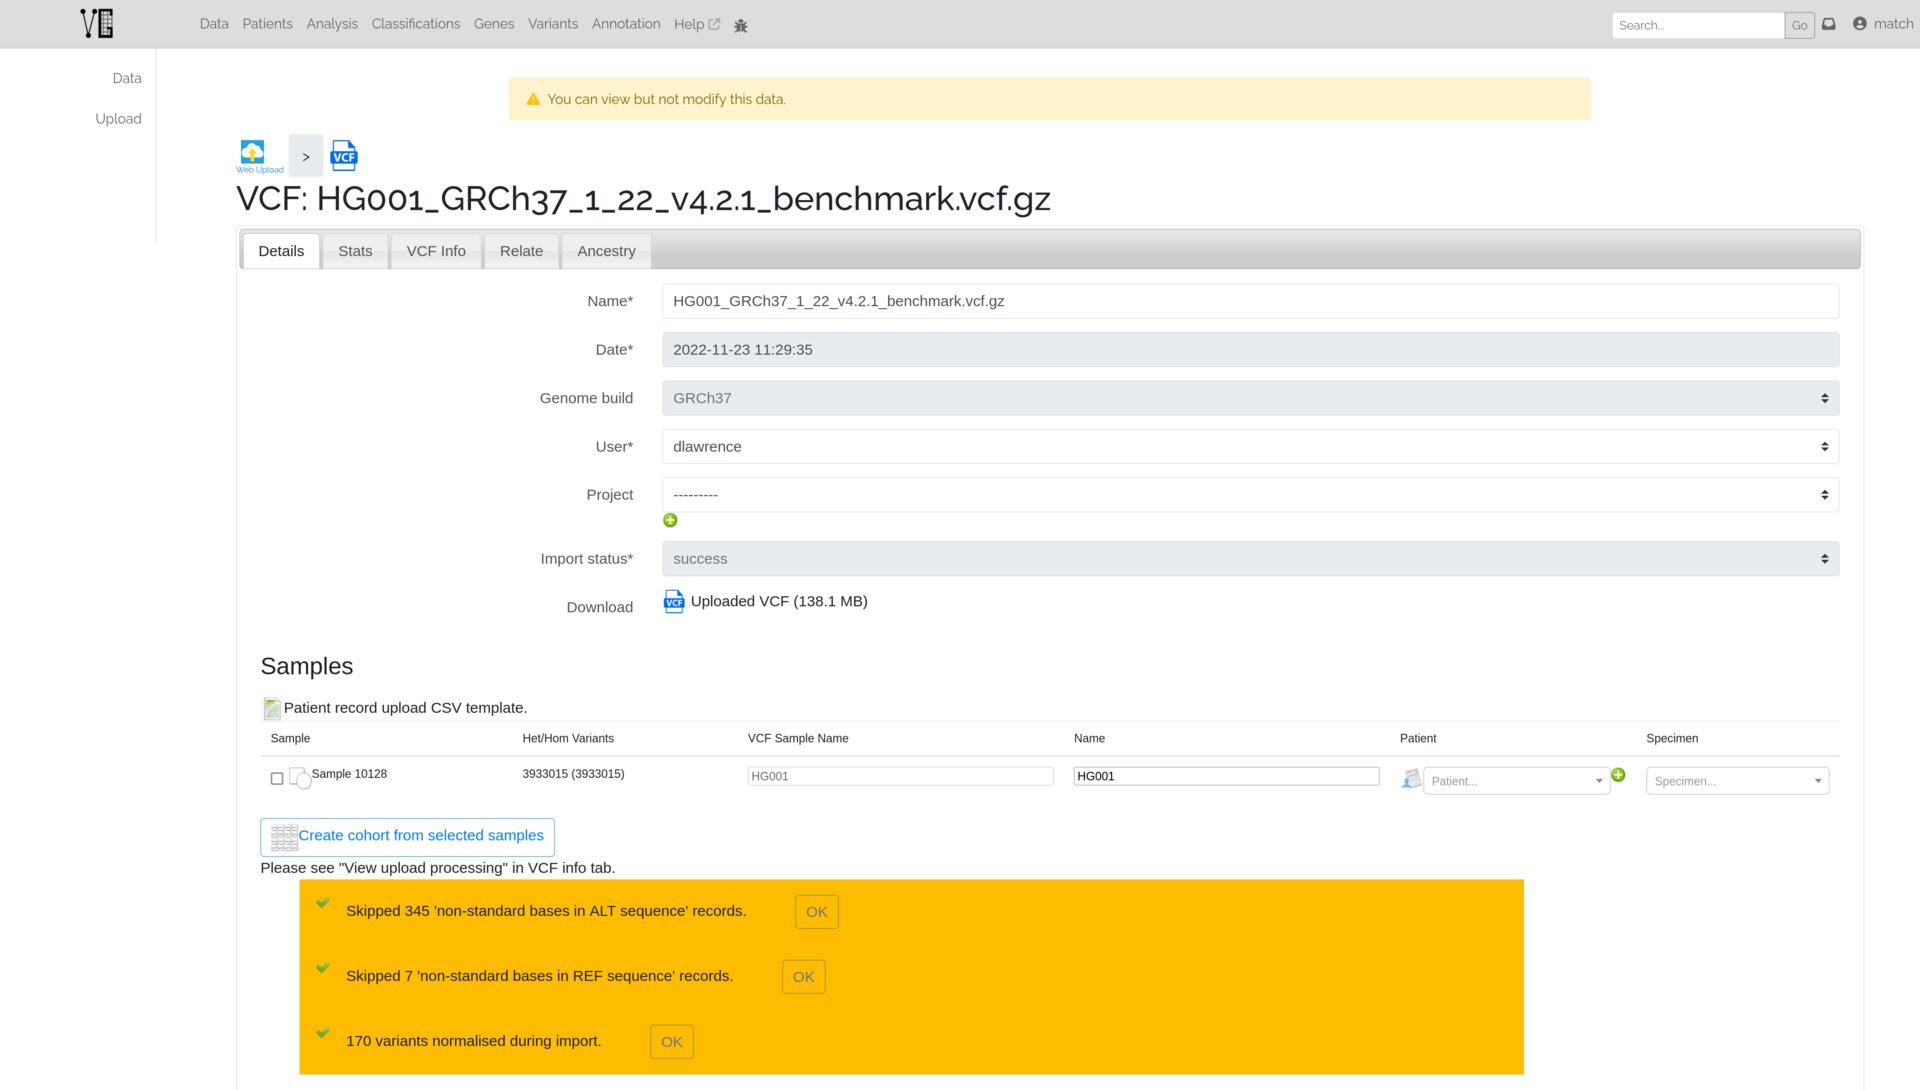 VG Data Patients Analysis Classifications Genes Variants Annotation Help Search... Go match
Data
Upload
You can view but not modify this data.
Web Upload > VCF
VCF: HG001_GRCh37_1_22_v4.2.1_benchmark.vcf.gz
Details Stats VCF Info Relate Ancestry
Name* HG001_GRCh37_1_22_v4.2.1_benchmark.vcf.gz
Date* 2022-11-23 11:29:35
Genome build GRCh37
User* dlawrence
Project ---------
Import status* success
Download VCF Uploaded VCF (138.1 MB)
Samples
Patient record upload CSV template.
Sample Het/Hom Variants VCF Sample Name Name Patient Specimen
Sample 10128 3933015 (3933015) HG001 HG001 Patient... Specimen...
Create cohort from selected samples
Please see "View upload processing" in VCF info tab.
Skipped 345 'non-standard bases in ALT sequence' records. OK
Skipped 7 'non-standard bases in REF sequence' records. OK
170 variants normalised during import. OK